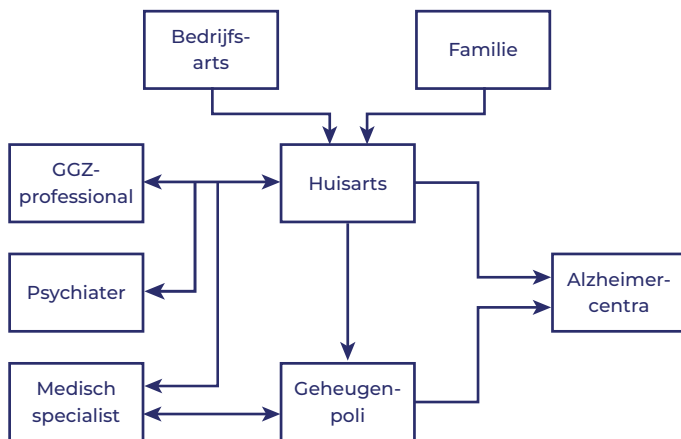 Bedrijfs-
arts
Familie
GGZ-
professional
Huisarts
Psychiater
Alzheimer-
centra
Medisch
specialist
Geheugen-
poli